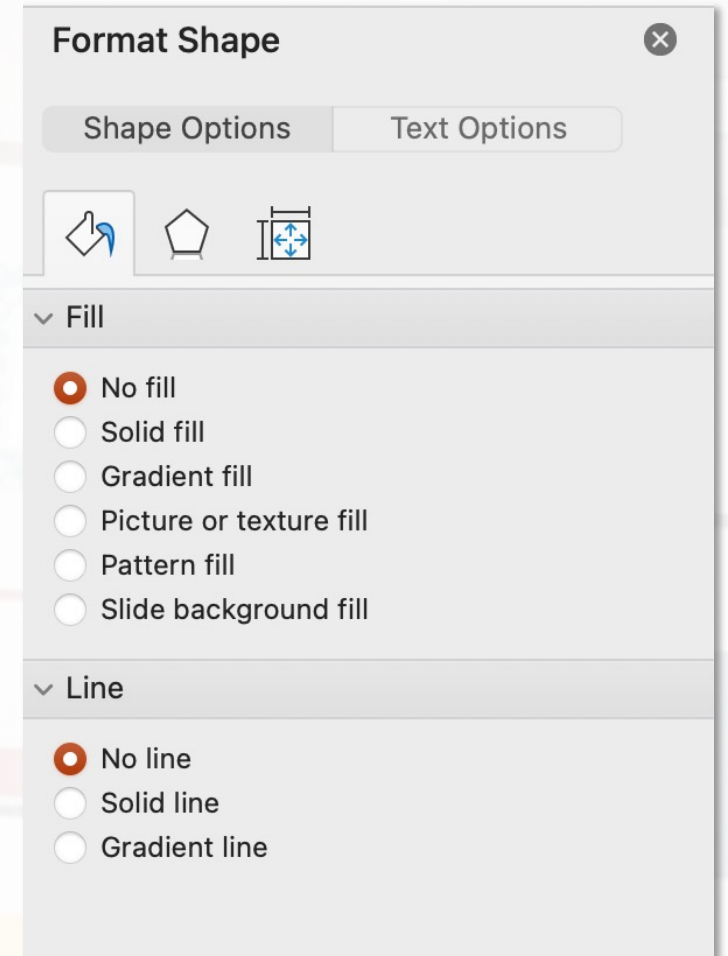 Format Shape
Shape Options
Text Options
Fill
No fill
Solid fill
Gradient fill
Picture or texture fill
Pattern fill
Slide background fill
Line
No line
Solid line
Gradient line